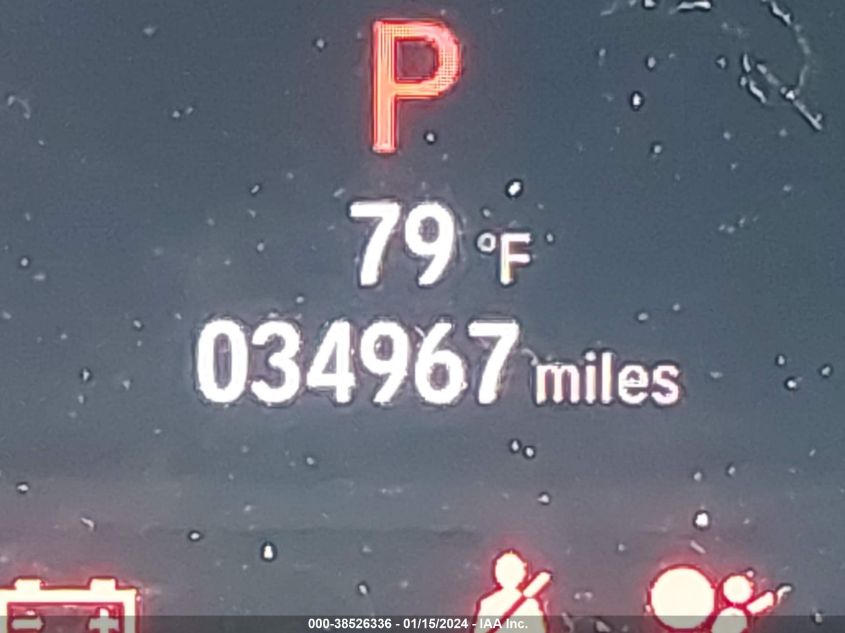 P
79 °F
034967 miles
000-38526336 - 01/15/2024 - IAA Inc.